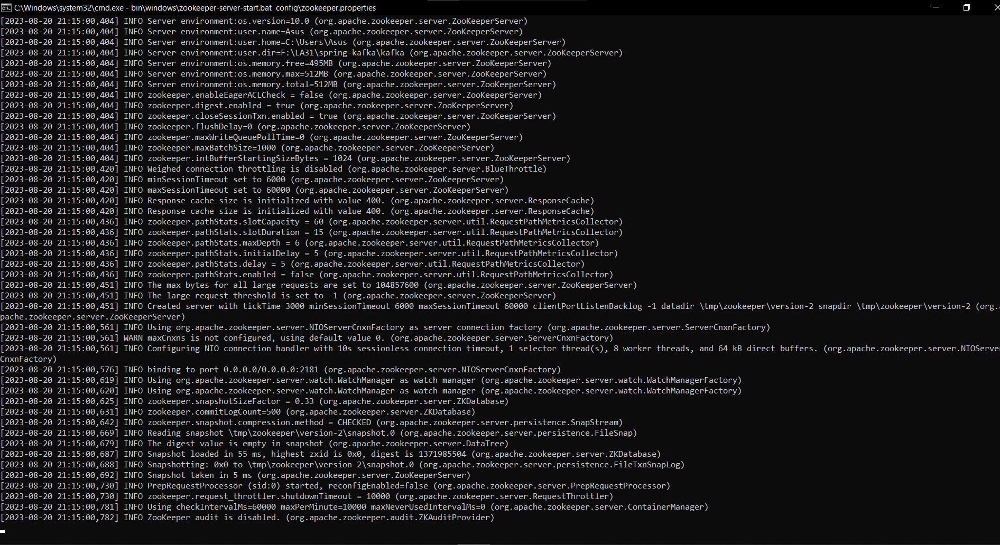 C:\Windows\system32\cmd.exe - bin\windows\zookeeper-server-start.bat  config\zookeeper.properties
[2023-08-20 21:15:00,404] INFO Server environment:os.version=10.0 (org.apache.zookeeper.server.ZooKeeperServer)
[2023-08-20 21:15:00,404] INFO Server environment:user.name=Asus (org.apache.zookeeper.server.ZooKeeperServer)
[2023-08-20 21:15:00,404] INFO Server environment:user.home=C:\Users\Asus (org.apache.zookeeper.server.ZooKeeperServer)
[2023-08-20 21:15:00,404] INFO Server environment:user.dir=F:\LA31\spring-kafka\kafka (org.apache.zookeeper.server.ZooKeeperServer)
[2023-08-20 21:15:00,404] INFO Server environment:os.memory.free=495MB (org.apache.zookeeper.server.ZooKeeperServer)
[2023-08-20 21:15:00,404] INFO Server environment:os.memory.max=512MB (org.apache.zookeeper.server.ZooKeeperServer)
[2023-08-20 21:15:00,404] INFO Server environment:os.memory.total=512MB (org.apache.zookeeper.server.ZooKeeperServer)
[2023-08-20 21:15:00,404] INFO zookeeper.enableEagerACLCheck = false (org.apache.zookeeper.server.ZooKeeperServer)
[2023-08-20 21:15:00,404] INFO zookeeper.digest.enabled = true (org.apache.zookeeper.server.ZooKeeperServer)
[2023-08-20 21:15:00,404] INFO zookeeper.closeSessionTxn.enabled = true (org.apache.zookeeper.server.ZooKeeperServer)
[2023-08-20 21:15:00,404] INFO zookeeper.flushDelay=0 (org.apache.zookeeper.server.ZooKeeperServer)
[2023-08-20 21:15:00,404] INFO zookeeper.maxWriteQueuePollTime=0 (org.apache.zookeeper.server.ZooKeeperServer)
[2023-08-20 21:15:00,404] INFO zookeeper.maxBatchSize=1000 (org.apache.zookeeper.server.ZooKeeperServer)
[2023-08-20 21:15:00,404] INFO zookeeper.intBufferStartingSizeBytes = 1024 (org.apache.zookeeper.server.ZooKeeperServer)
[2023-08-20 21:15:00,420] INFO Weighed connection throttling is disabled (org.apache.zookeeper.server.BlueThrottle)
[2023-08-20 21:15:00,420] INFO minSessionTimeout set to 6000 (org.apache.zookeeper.server.ZooKeeperServer)
[2023-08-20 21:15:00,420] INFO maxSessionTimeout set to 60000 (org.apache.zookeeper.server.ZooKeeperServer)
[2023-08-20 21:15:00,420] INFO Response cache size is initialized with value 400. (org.apache.zookeeper.server.ResponseCache)
[2023-08-20 21:15:00,420] INFO Response cache size is initialized with value 400. (org.apache.zookeeper.server.ResponseCache)
[2023-08-20 21:15:00,436] INFO zookeeper.pathStats.slotCapacity = 60 (org.apache.zookeeper.server.util.RequestPathMetricsCollector)
[2023-08-20 21:15:00,436] INFO zookeeper.pathStats.slotDuration = 15 (org.apache.zookeeper.server.util.RequestPathMetricsCollector)
[2023-08-20 21:15:00,436] INFO zookeeper.pathStats.maxDepth = 6 (org.apache.zookeeper.server.util.RequestPathMetricsCollector)
[2023-08-20 21:15:00,436] INFO zookeeper.pathStats.initialDelay = 5 (org.apache.zookeeper.server.util.RequestPathMetricsCollector)
[2023-08-20 21:15:00,436] INFO zookeeper.pathStats.delay = 5 (org.apache.zookeeper.server.util.RequestPathMetricsCollector)
[2023-08-20 21:15:00,436] INFO zookeeper.pathStats.enabled = false (org.apache.zookeeper.server.util.RequestPathMetricsCollector)
[2023-08-20 21:15:00,451] INFO The max bytes for all large requests are set to 104857600 (org.apache.zookeeper.server.ZooKeeperServer)
[2023-08-20 21:15:00,451] INFO The large request threshold is set to -1 (org.apache.zookeeper.server.ZooKeeperServer)
[2023-08-20 21:15:00,451] INFO Created server with tickTime 3000 minSessionTimeout 6000 maxSessionTimeout 60000 clientPortListenBacklog -1 datadir \tmp\zookeeper\version-2 snapdir \tmp\zookeeper\version-2 (org.a
pache.zookeeper.server.ZooKeeperServer)
[2023-08-20 21:15:00,561] INFO Using org.apache.zookeeper.server.NIOServerCnxnFactory as server connection factory (org.apache.zookeeper.server.ServerCnxnFactory)
[2023-08-20 21:15:00,561] WARN maxCnxns is not configured, using default value 0. (org.apache.zookeeper.server.ServerCnxnFactory)
[2023-08-20 21:15:00,561] INFO Configuring NIO connection handler with 10s sessionless connection timeout, 1 selector thread(s), 8 worker threads, and 64 kB direct buffers. (org.apache.zookeeper.server.NIOServer
CnxnFactory)
[2023-08-20 21:15:00,576] INFO binding to port 0.0.0.0/0.0.0.0:2181 (org.apache.zookeeper.server.NIOServerCnxnFactory)
[2023-08-20 21:15:00,619] INFO Using org.apache.zookeeper.server.watch.WatchManager as watch manager (org.apache.zookeeper.server.watch.WatchManagerFactory)
[2023-08-20 21:15:00,620] INFO Using org.apache.zookeeper.server.watch.WatchManager as watch manager (org.apache.zookeeper.server.watch.WatchManagerFactory)
[2023-08-20 21:15:00,625] INFO zookeeper.snapshotSizeFactor = 0.33 (org.apache.zookeeper.server.ZKDatabase)
[2023-08-20 21:15:00,631] INFO zookeeper.commitLogCount=500 (org.apache.zookeeper.server.ZKDatabase)
[2023-08-20 21:15:00,642] INFO zookeeper.snapshot.compression.method = CHECKED (org.apache.zookeeper.server.persistence.SnapStream)
[2023-08-20 21:15:00,669] INFO Reading snapshot \tmp\zookeeper\version-2\snapshot.0 (org.apache.zookeeper.server.persistence.FileSnap)
[2023-08-20 21:15:00,679] INFO The digest value is empty in snapshot (org.apache.zookeeper.server.DataTree)
[2023-08-20 21:15:00,687] INFO Snapshot loaded in 55 ms, highest zxid is 0x0, digest is 1371985504 (org.apache.zookeeper.server.ZKDatabase)
[2023-08-20 21:15:00,688] INFO Snapshotting: 0x0 to \tmp\zookeeper\version-2\snapshot.0 (org.apache.zookeeper.server.persistence.FileTxnSnapLog)
[2023-08-20 21:15:00,692] INFO Snapshot taken in 5 ms (org.apache.zookeeper.server.ZooKeeperServer)
[2023-08-20 21:15:00,730] INFO PrepRequestProcessor (sid:0) started, reconfigEnabled=false (org.apache.zookeeper.server.PrepRequestProcessor)
[2023-08-20 21:15:00,730] INFO zookeeper.request_throttler.shutdownTimeout = 10000 (org.apache.zookeeper.server.RequestThrottler)
[2023-08-20 21:15:00,781] INFO Using checkIntervalMs=60000 maxPerMinute=10000 maxNeverUsedIntervalMs=0 (org.apache.zookeeper.server.ContainerManager)
[2023-08-20 21:15:00,782] INFO ZooKeeper audit is disabled. (org.apache.zookeeper.audit.ZKAuditProvider)